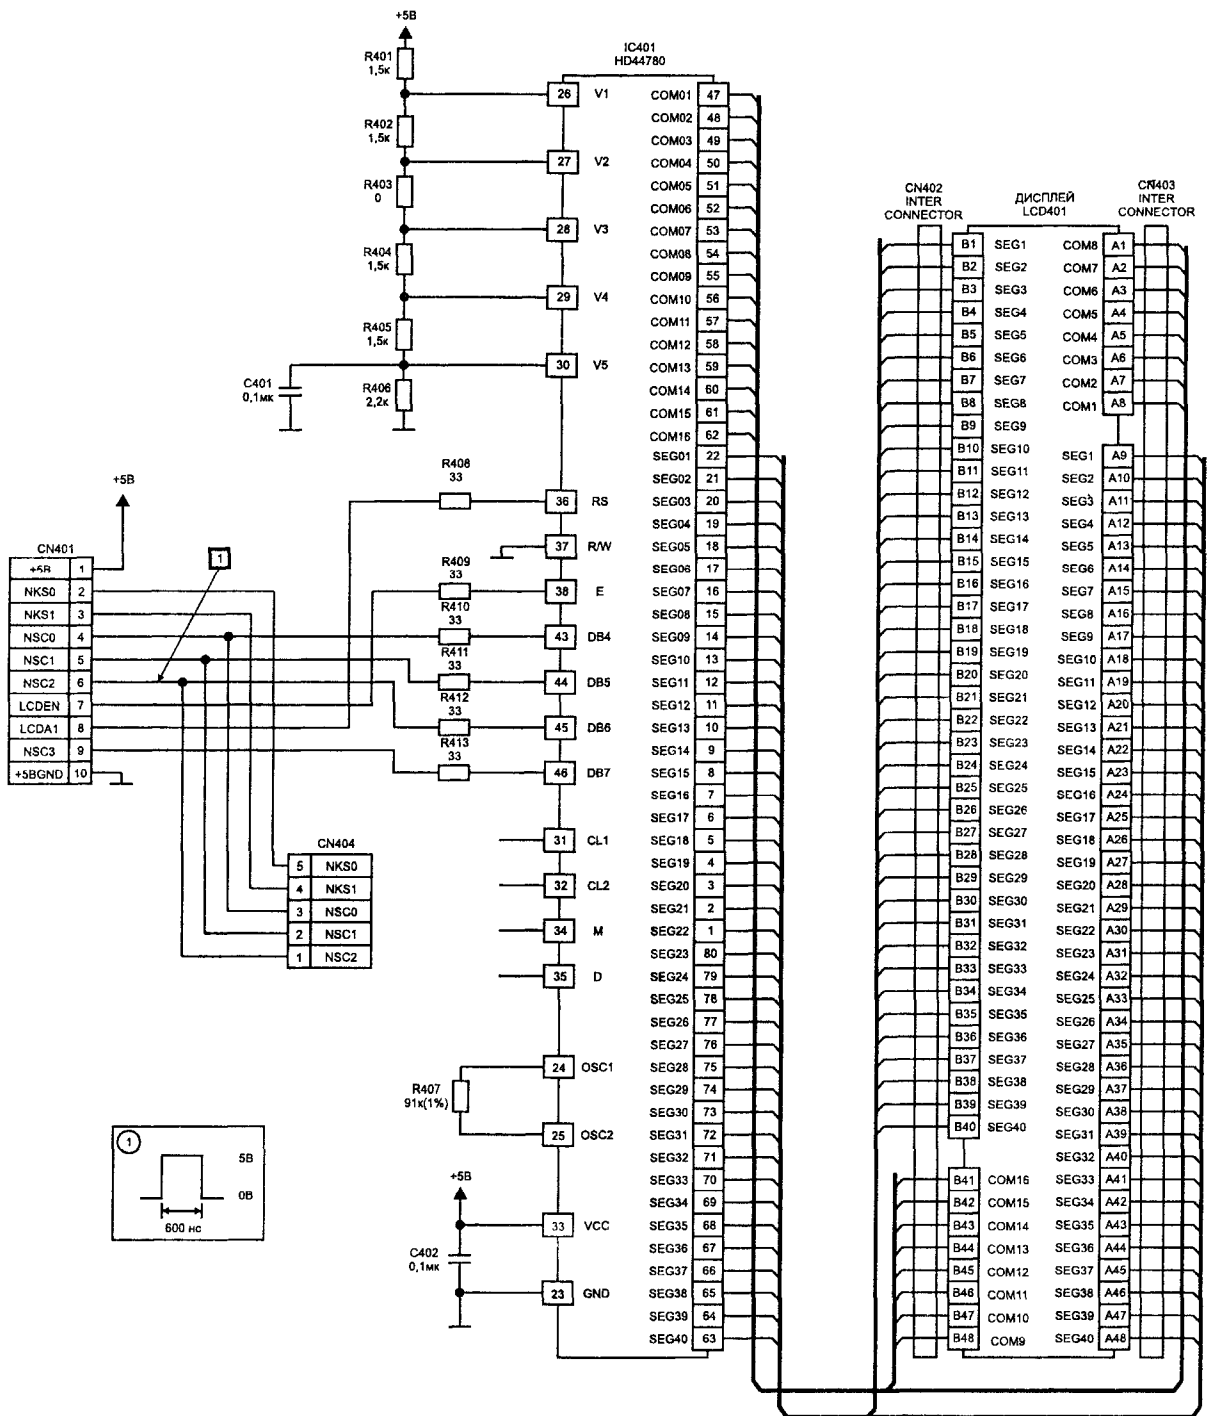 +5В
R401
1,5к
R402
1,5к
R403
0
R404
1,5к
R405
1,5к
R406
2,2к
C401
0,1мк
IC401
HD44780
26 V1
27 V2
28 V3
29 V4
30 V5
36 RS
37 R/W
38 E
43 DB4
44 DB5
45 DB6
46 DB7
31 CL1
32 CL2
34 M
35 D
24 OSC1
25 OSC2
33 VCC
23 GND
COM01 47
COM02 48
COM03 49
COM04 50
COM05 51
COM06 52
COM07 53
COM08 54
COM09 55
COM10 56
COM11 57
COM12 58
COM13 59
COM14 60
COM15 61
COM16 62
SEG01 22
SEG02 21
SEG03 20
SEG04 19
SEG05 18
SEG06 17
SEG07 16
SEG08 15
SEG09 14
SEG10 13
SEG11 12
SEG12 11
SEG13 10
SEG14 9
SEG15 8
SEG16 7
SEG17 6
SEG18 5
SEG19 4
SEG20 3
SEG21 2
SEG22 1
SEG23 80
SEG24 79
SEG25 78
SEG26 77
SEG27 76
SEG28 75
SEG29 74
SEG30 73
SEG31 72
SEG32 71
SEG33 70
SEG34 69
SEG35 68
SEG36 67
SEG37 66
SEG38 65
SEG39 64
SEG40 63
R408
33
R409
33
R410
33
R411
33
R412
33
R413
33
+5В
1
CN401
+5В 1
NKS0 2
NKS1 3
NSC0 4
NSC1 5
NSC2 6
LCDEN 7
LCDA1 8
NSC3 9
+5ВGND 10
CN404
5 NKS0
4 NKS1
3 NSC0
2 NSC1
1 NSC2
R407
91к(1%)
+5В
C402
0,1мк
1
5В
0В
600 нс
CN402
INTER
CONNECTOR
ДИСПЛЕЙ
LCD401
CN403
INTER
CONNECTOR
B1 SEG1
B2 SEG2
B3 SEG3
B4 SEG4
B5 SEG5
B6 SEG6
B7 SEG7
B8 SEG8
B9 SEG9
B10 SEG10
B11 SEG11
B12 SEG12
B13 SEG13
B14 SEG14
B15 SEG15
B16 SEG16
B17 SEG17
B18 SEG18
B19 SEG19
B20 SEG20
B21 SEG21
B22 SEG22
B23 SEG23
B24 SEG24
B25 SEG25
B26 SEG26
B27 SEG27
B28 SEG28
B29 SEG29
B30 SEG30
B31 SEG31
B32 SEG32
B33 SEG33
B34 SEG34
B35 SEG35
B36 SEG36
B37 SEG37
B38 SEG38
B39 SEG39
B40 SEG40
B41 COM16
B42 COM15
B43 COM14
B44 COM13
B45 COM12
B46 COM11
B47 COM10
B48 COM9
COM8 A1
COM7 A2
COM6 A3
COM5 A4
COM4 A5
COM3 A6
COM2 A7
COM1 A8
SEG1 A9
SEG2 A10
SEG3 A11
SEG4 A12
SEG5 A13
SEG6 A14
SEG7 A15
SEG8 A16
SEG9 A17
SEG10 A18
SEG11 A19
SEG12 A20
SEG13 A21
SEG14 A22
SEG15 A23
SEG16 A24
SEG17 A25
SEG18 A26
SEG19 A27
SEG20 A28
SEG21 A29
SEG22 A30
SEG23 A31
SEG24 A32
SEG25 A33
SEG26 A34
SEG27 A35
SEG28 A36
SEG29 A37
SEG30 A38
SEG31 A39
SEG32 A40
SEG33 A41
SEG34 A42
SEG35 A43
SEG36 A44
SEG37 A45
SEG38 A46
SEG39 A47
SEG40 A48